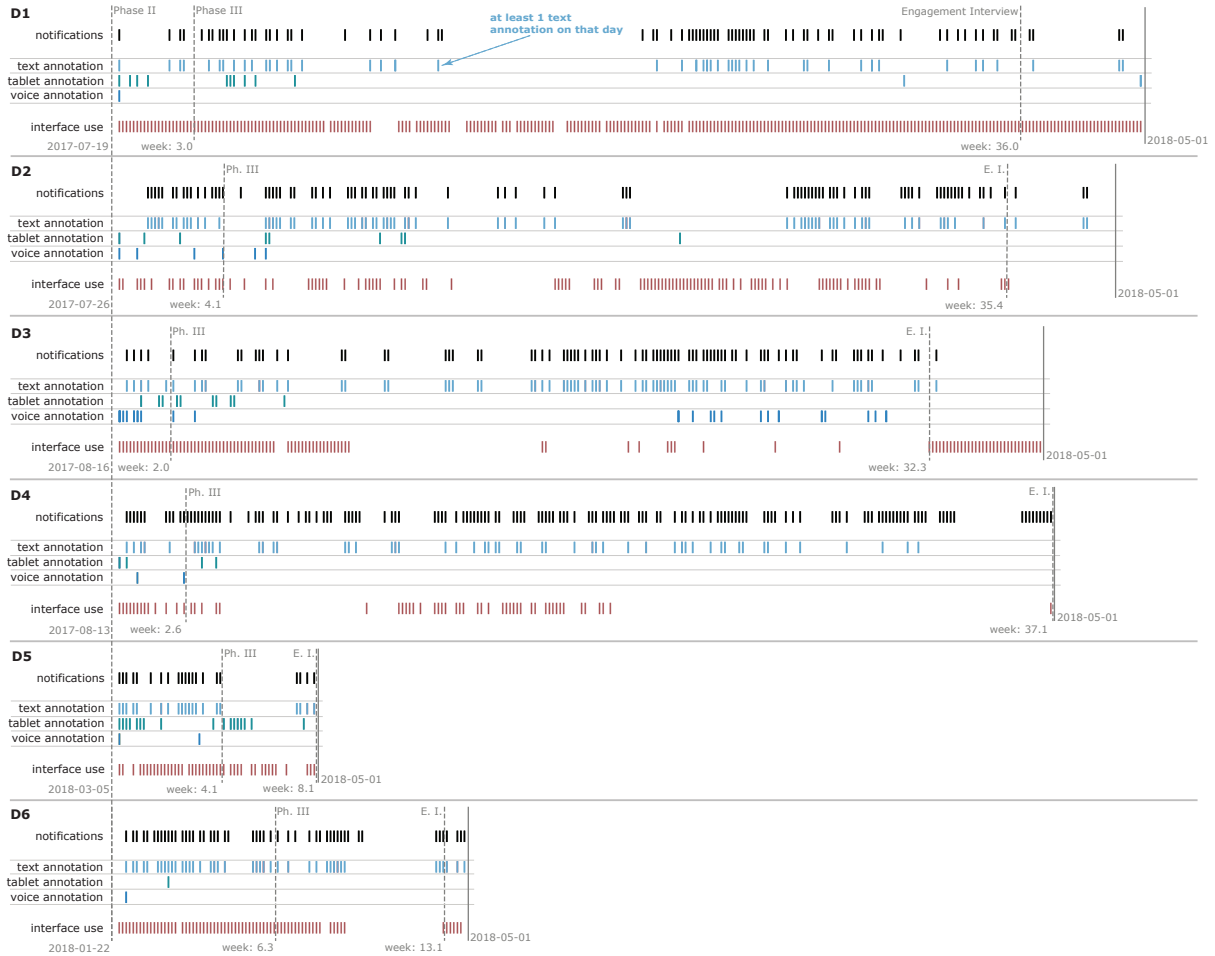 D1
Phase II
Phase III
at least 1 text
annotation on that day
Engagement Interview
notifications
text annotation
tablet annotation
voice annotation
interface use
2017-07-19
week: 3.0
week: 36.0
2018-05-01
D2
Ph. III
E. I.
notifications
text annotation
tablet annotation
voice annotation
interface use
2017-07-26
week: 4.1
week: 35.4
2018-05-01
D3
Ph. III
E. I.
notifications
text annotation
tablet annotation
voice annotation
interface use
2017-08-16
week: 2.0
week: 32.3
2018-05-01
D4
Ph. III
E. I.
notifications
text annotation
tablet annotation
voice annotation
interface use
2017-08-13
week: 2.6
week: 37.1
2018-05-01
D5
Ph. III
E. I.
notifications
text annotation
tablet annotation
voice annotation
interface use
2018-03-05
week: 4.1
week: 8.1
2018-05-01
D6
Ph. III
E. I.
notifications
text annotation
tablet annotation
voice annotation
interface use
2018-01-22
week: 6.3
week: 13.1
2018-05-01